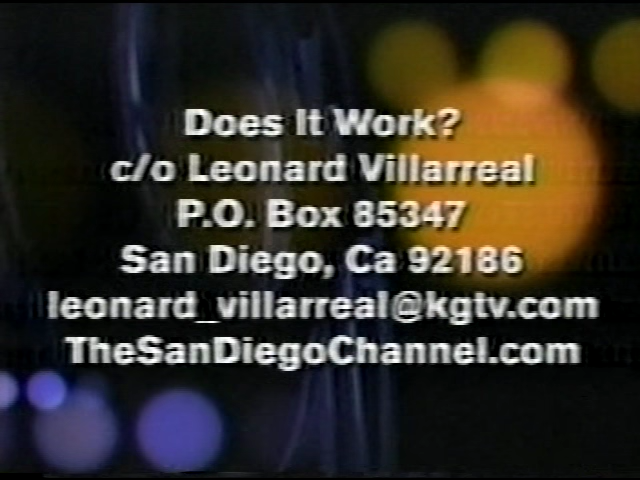 Does It Work?
c/o Leonard Villarreal
P.O. Box 85347
San Diego, Ca 92186
leonard_villarreal@kgtv.com
TheSanDiegoChannel.com